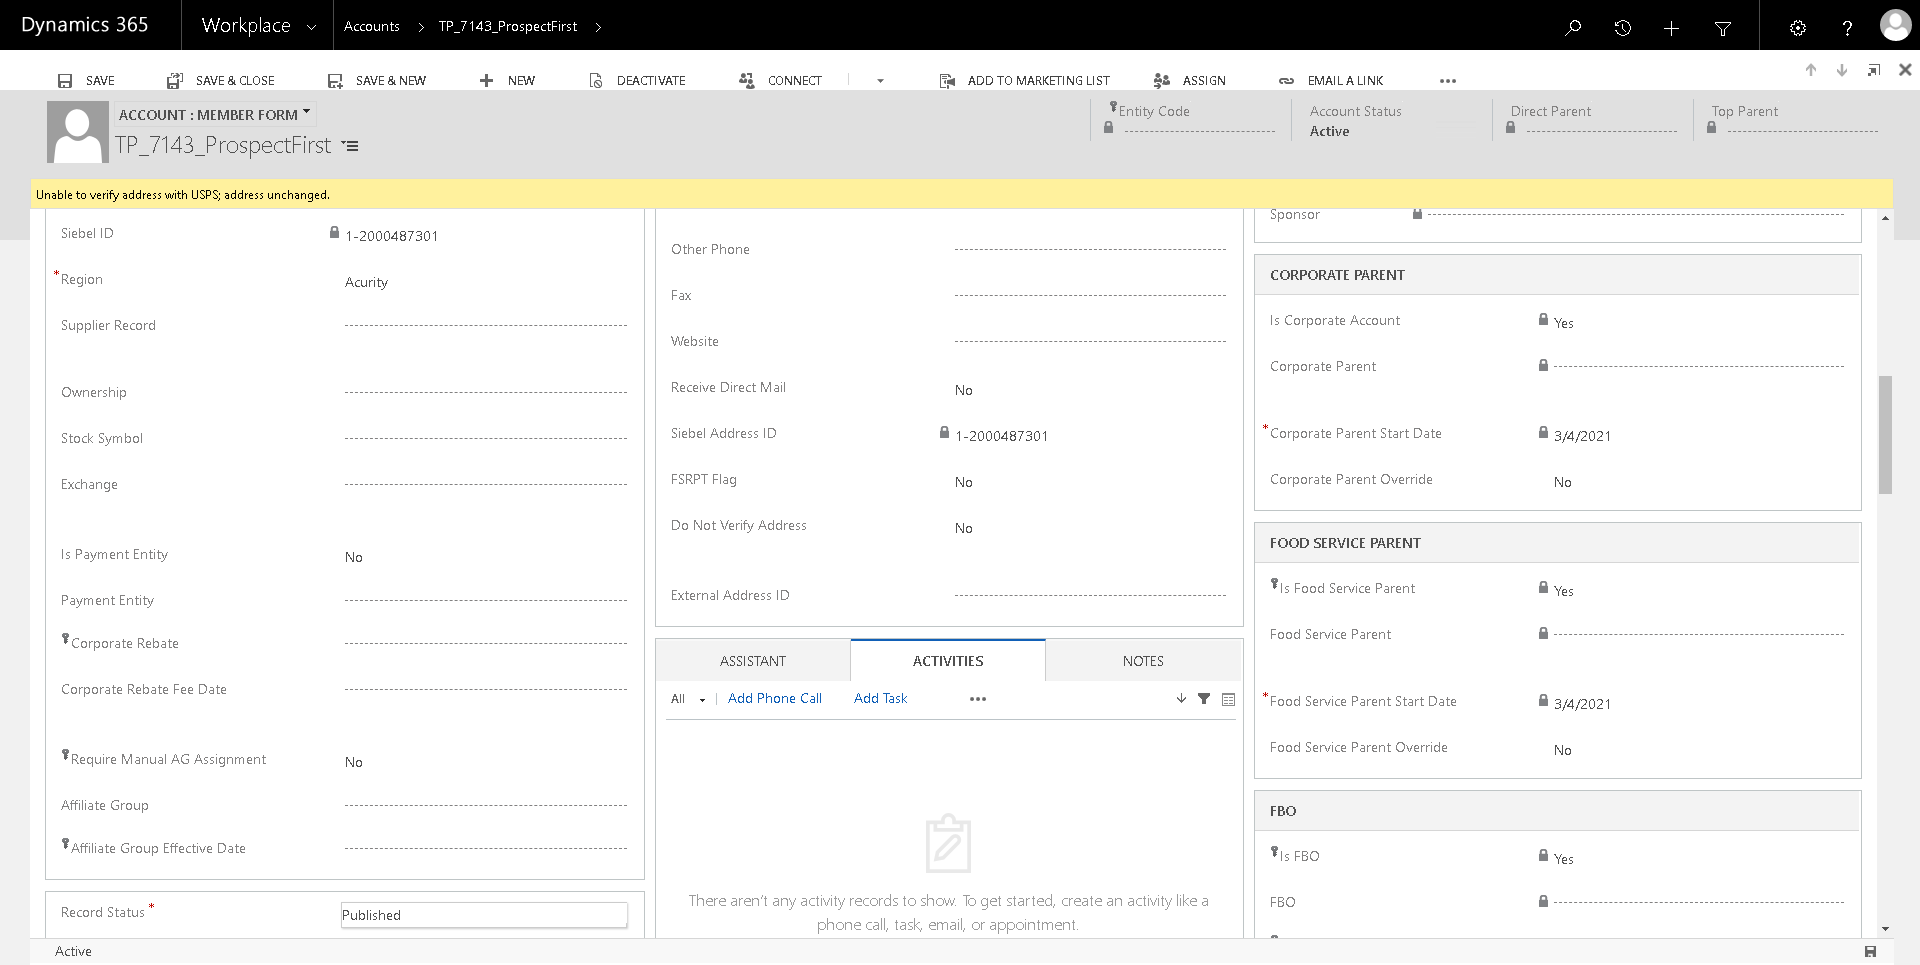 Dynamics 365
Workplace
Accounts
TP_7143_ProspectFirst
SAVE
SAVE & CLOSE
SAVE & NEW
NEW
DEACTIVATE
CONNECT
ADD TO MARKETING LIST
ASSIGN
EMAIL A LINK
ACCOUNT : MEMBER FORM
TP_7143_ProspectFirst
Entity Code
Account Status
Active
Direct Parent
Top Parent
Unable to verify address with USPS; address unchanged.
Siebel ID
1-2000487301
*Region
Acurity
Supplier Record
Ownership
Stock Symbol
Exchange
Is Payment Entity
No
Payment Entity
Corporate Rebate
Corporate Rebate Fee Date
Require Manual AG Assignment
No
Affiliate Group
Affiliate Group Effective Date
Record Status *
Published
Other Phone
Fax
Website
Receive Direct Mail
No
Siebel Address ID
1-2000487301
FSRPT Flag
No
Do Not Verify Address
No
External Address ID
ASSISTANT
ACTIVITIES
NOTES
All
Add Phone Call
Add Task
There aren't any activity records to show. To get started, create an activity like a
phone call, task, email, or appointment.
Sponsor
CORPORATE PARENT
Is Corporate Account
Yes
Corporate Parent
*Corporate Parent Start Date
3/4/2021
Corporate Parent Override
No
FOOD SERVICE PARENT
Is Food Service Parent
Yes
Food Service Parent
*Food Service Parent Start Date
3/4/2021
Food Service Parent Override
No
FBO
Is FBO
Yes
FBO
Active